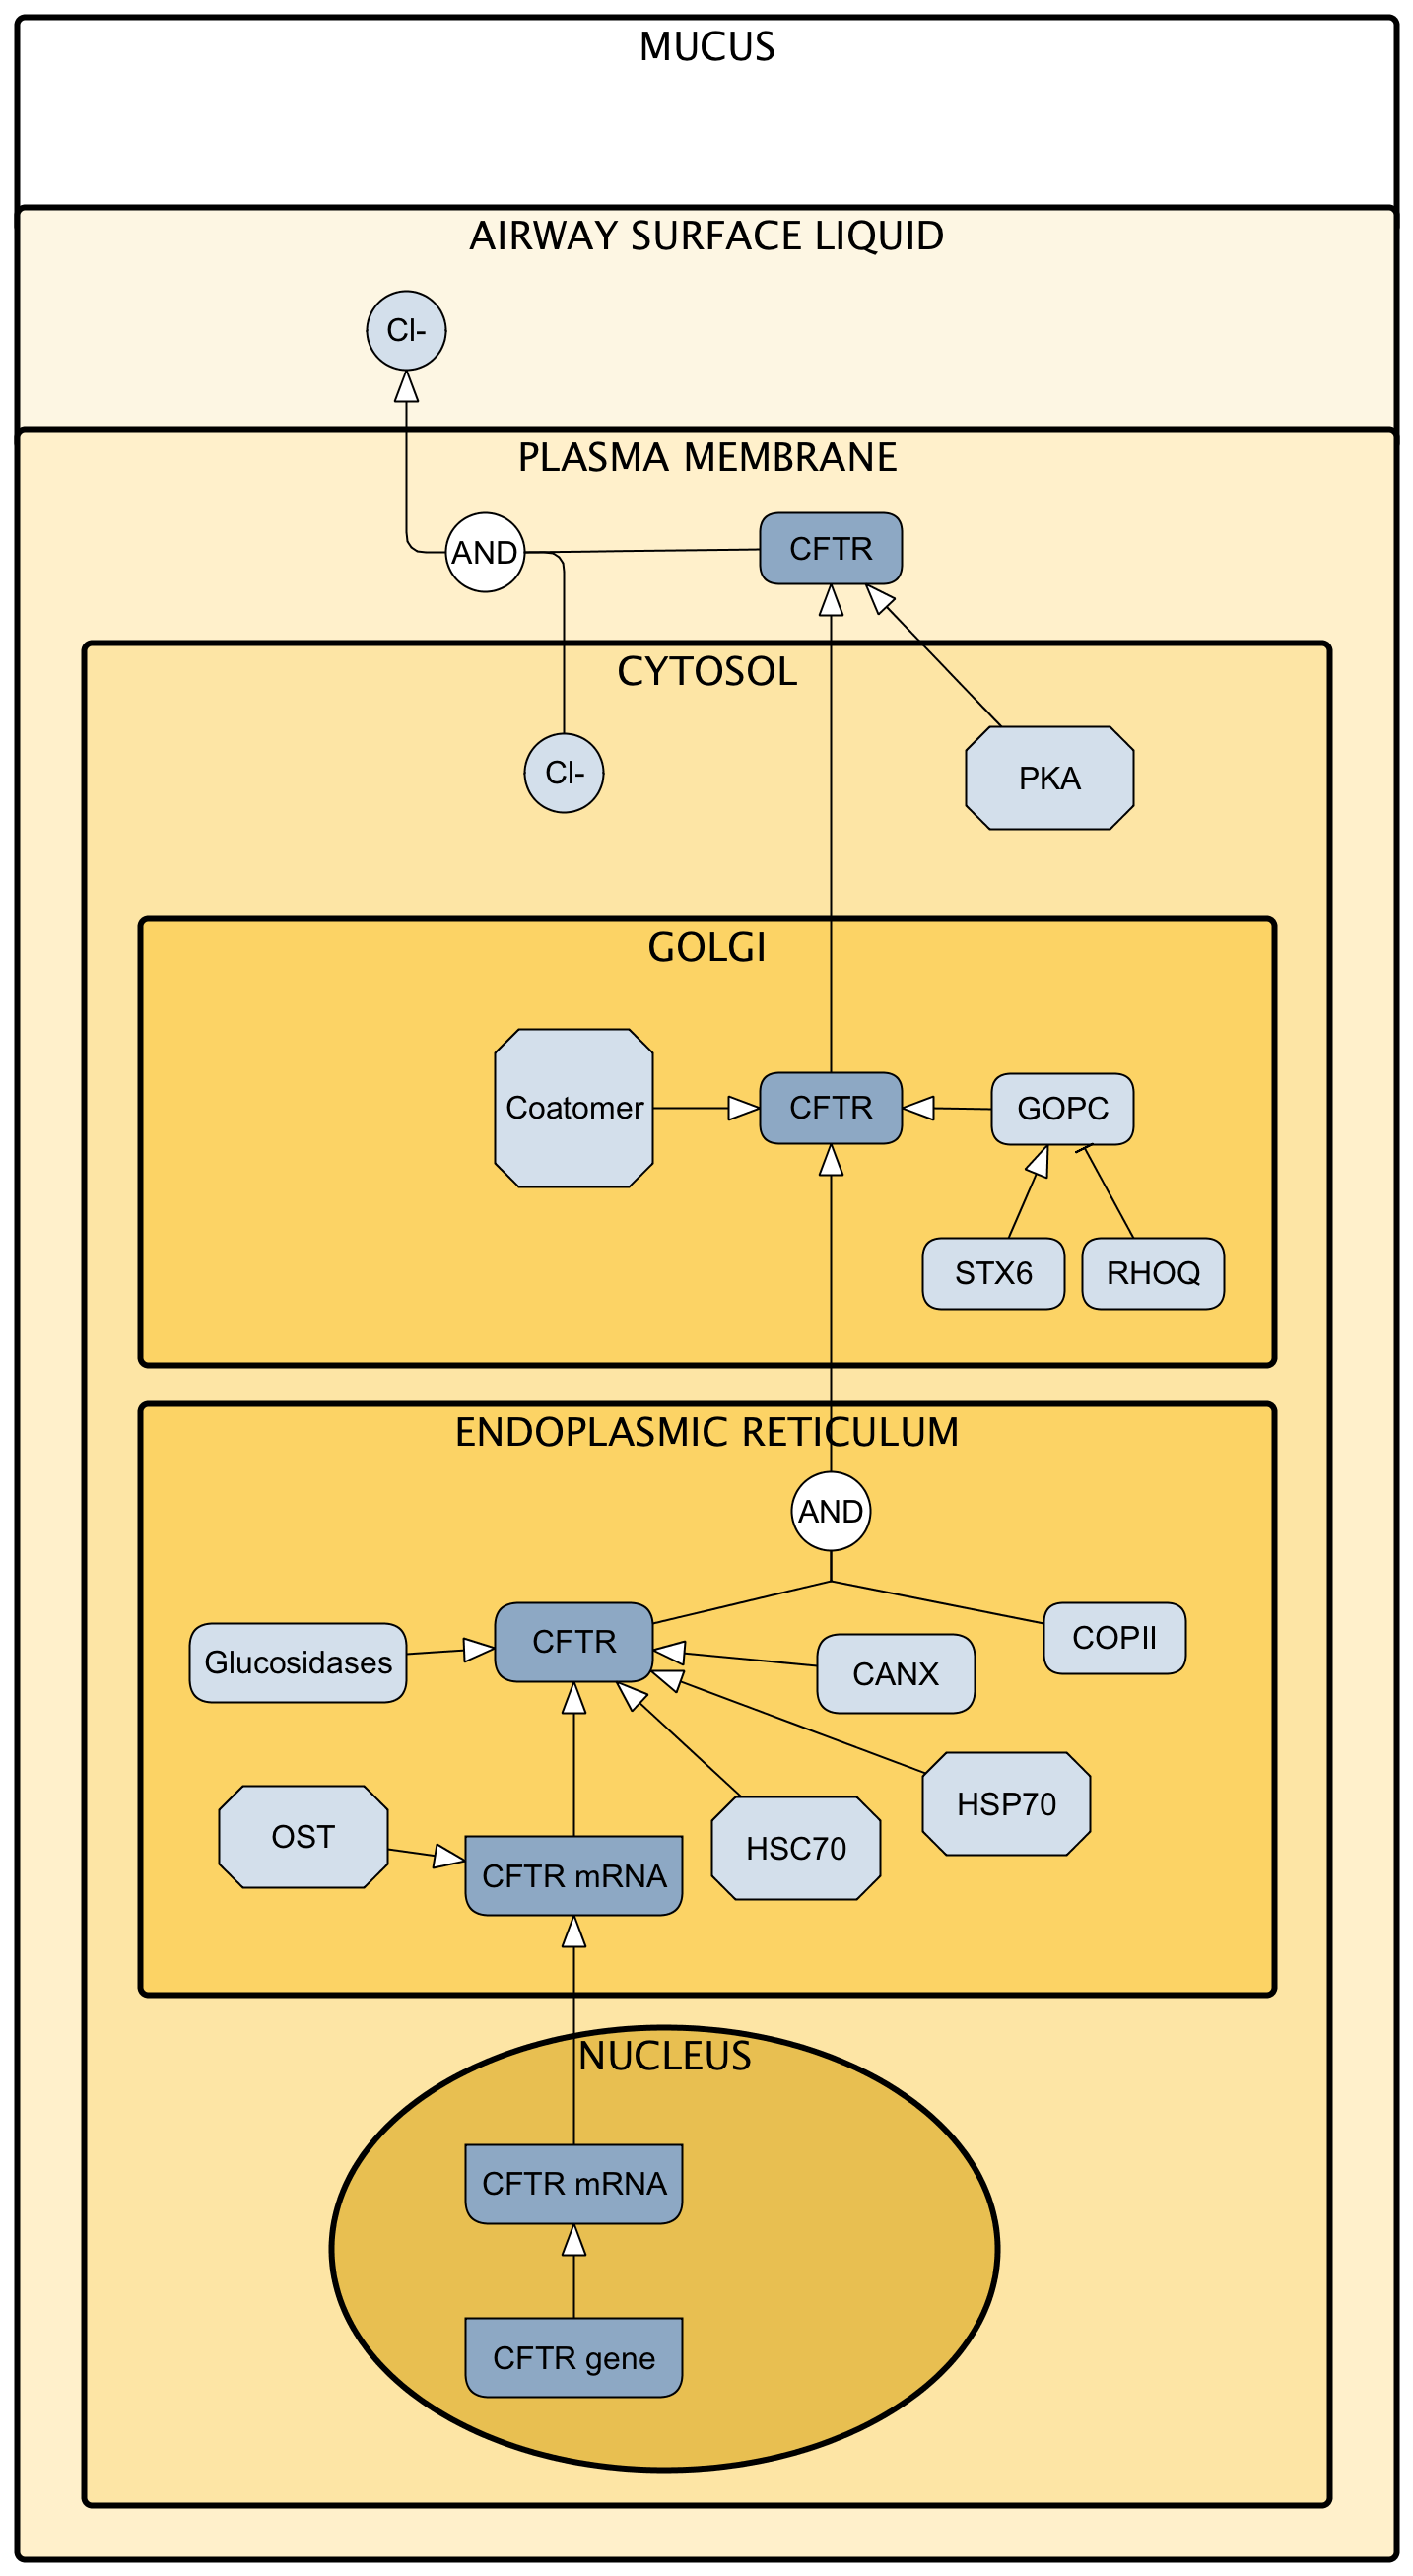 MUCUS
AIRWAY SURFACE LIQUID
Cl-
PLASMA MEMBRANE
AND
CFTR
CYTOSOL
Cl-
PKA
GOLGI
Coatomer
CFTR
GOPC
STX6
RHOQ
ENDOPLASMIC RETICULUM
AND
CFTR
COPII
Glucosidases
CANX
HSP70
OST
HSC70
CFTR mRNA
NUCLEUS
CFTR mRNA
CFTR gene